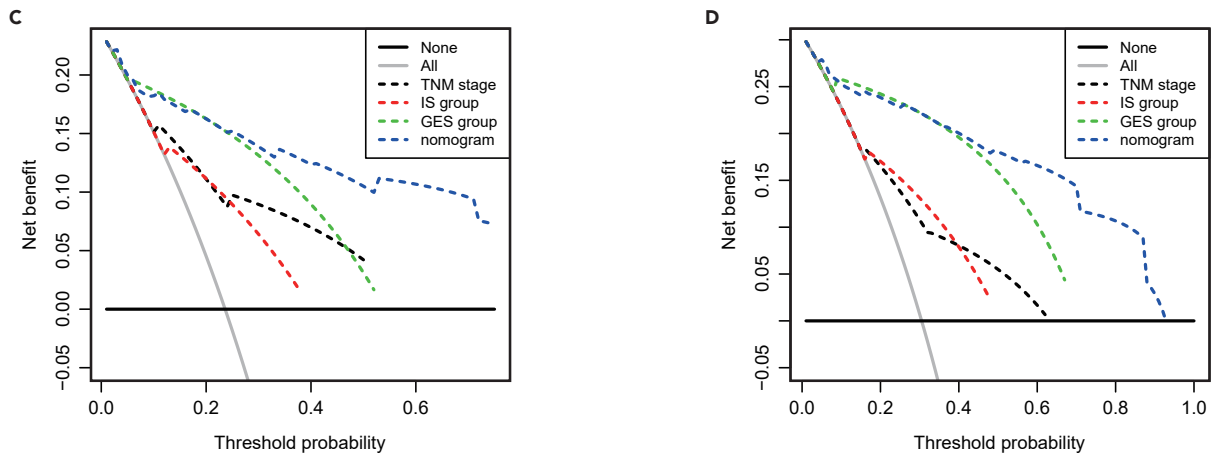 C
Net benefit
0.20
0.15
0.10
0.05
0.00
−0.05
0.0 0.2 0.4 0.6
Threshold probability
None
All
TNM stage
IS group
GES group
nomogram
D
Net benefit
0.25
0.15
0.05
−0.05
0.0 0.2 0.4 0.6 0.8 1.0
Threshold probability
None
All
TNM stage
IS group
GES group
nomogram